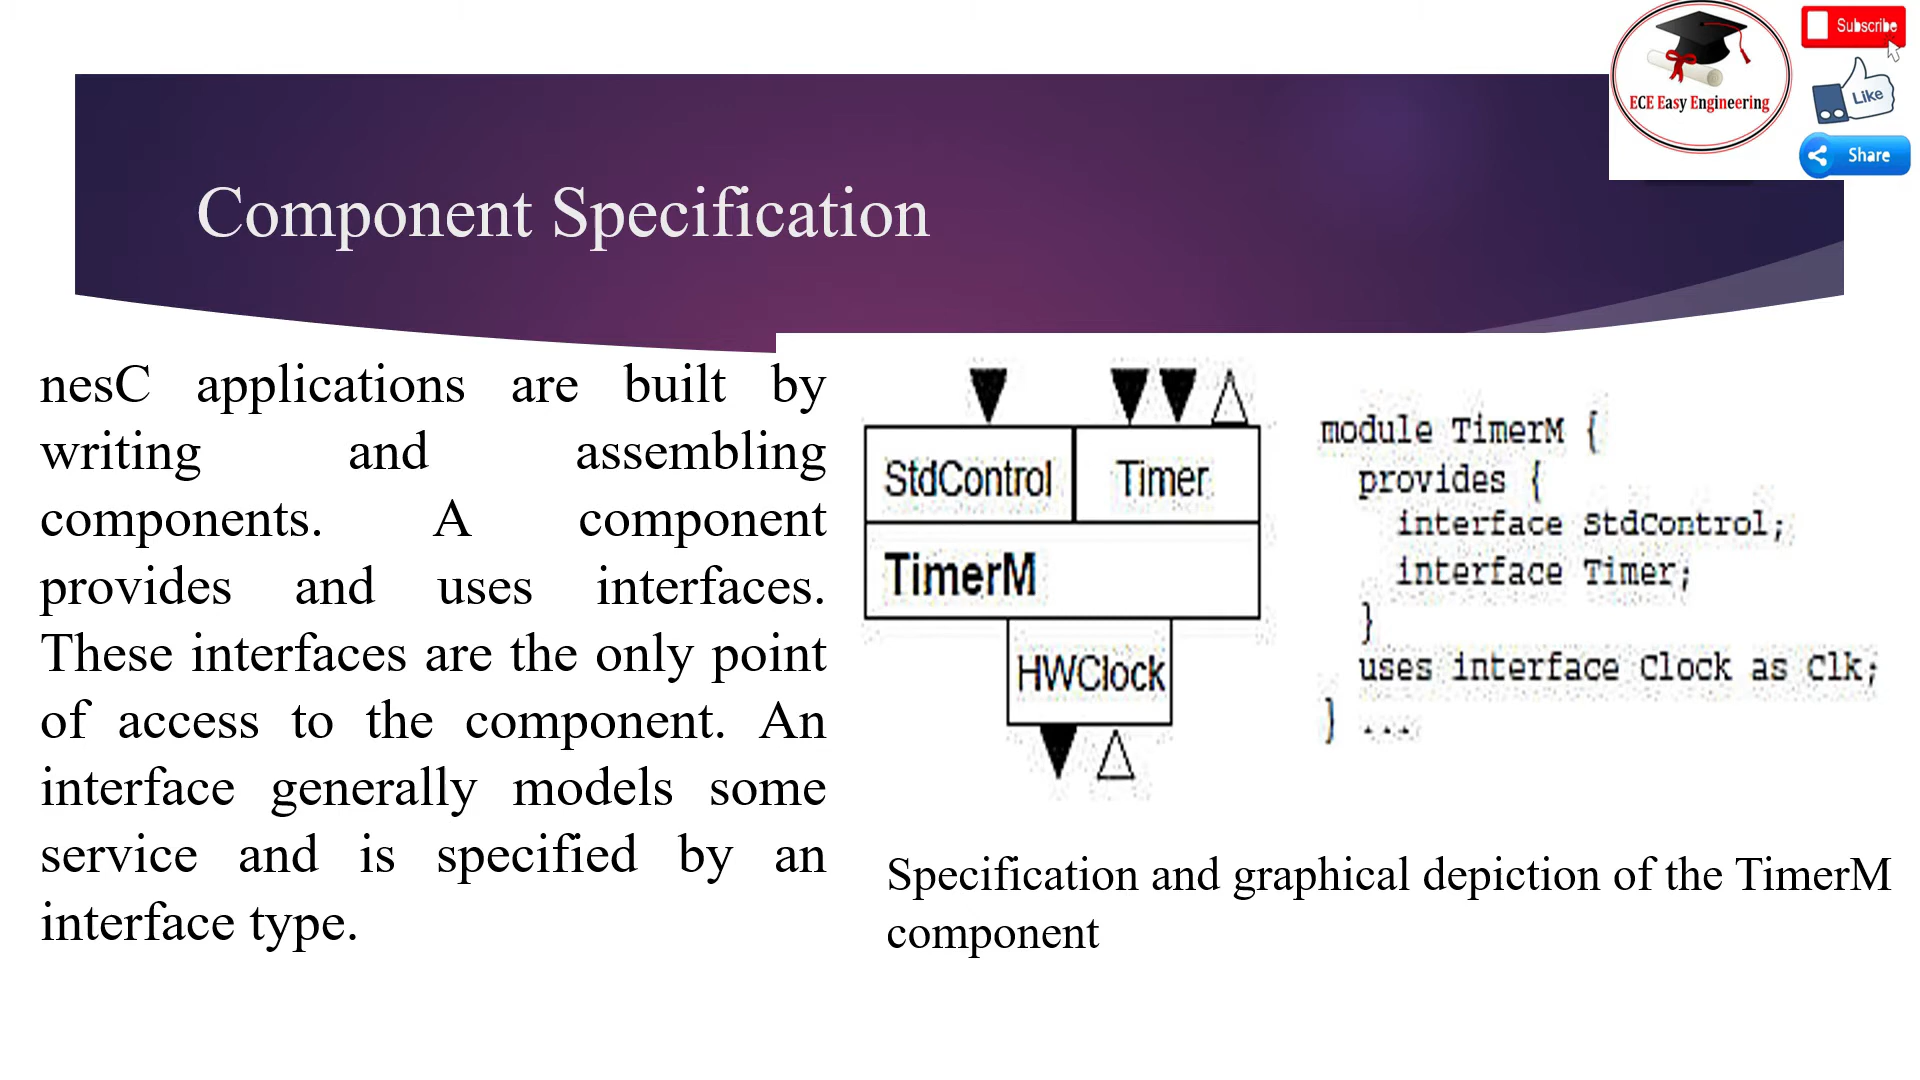 ECE Easy Engineering
Subscribe
Like
Share
Component Specification
nesC applications are built by
writing and assembling
components. A component
provides and uses interfaces.
These interfaces are the only point
of access to the component. An
interface generally models some
service and is specified by an
interface type.
StdControl Timer
TimerM
HWClock
module TimerM {
provides {
interface StdControl;
interface Timer;
}
uses interface Clock as Clk;
} ...
Specification and graphical depiction of the TimerM
component